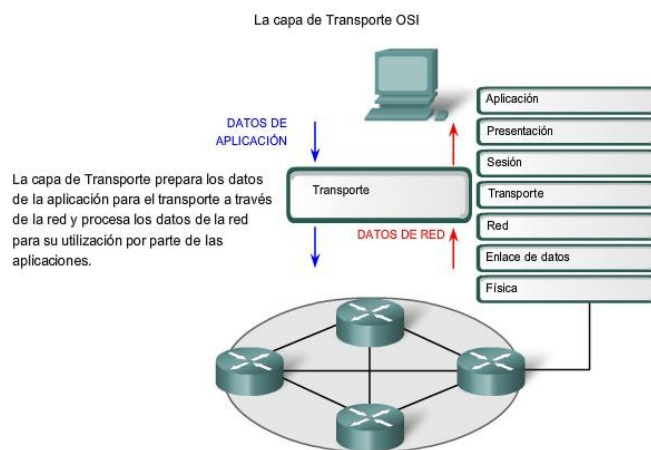 La capa de Transporte OSI
DATOS DE
APLICACIÓN
La capa de Transporte prepara los datos
de la aplicación para el transporte a través
de la red y procesa los datos de la red
para su utilización por parte de las
aplicaciones.
Transporte
DATOS DE RED
Aplicación
Presentación
Sesión
Transporte
Red
Enlace de datos
Física